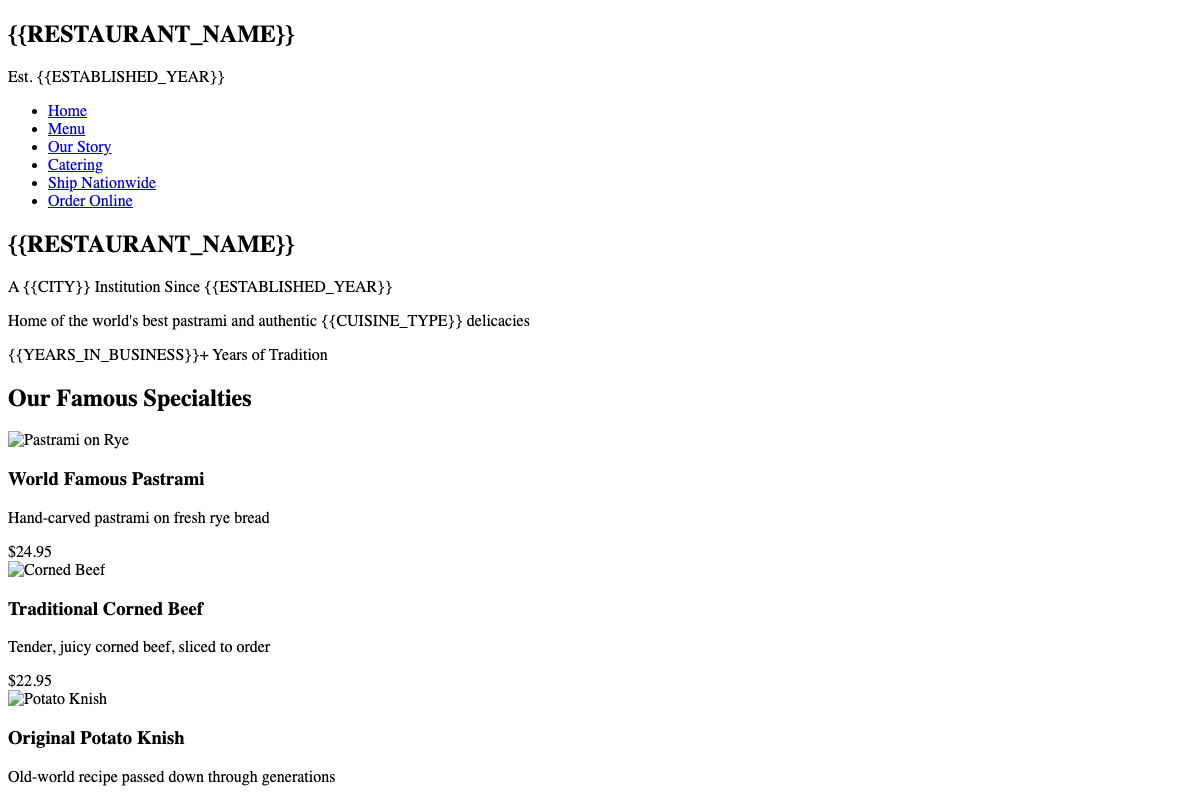 {{RESTAURANT_NAME}}
Est. {{ESTABLISHED_YEAR}}
Home
Menu
Our Story
Catering
Ship Nationwide
Order Online
{{RESTAURANT_NAME}}
A {{CITY}} Institution Since {{ESTABLISHED_YEAR}}
Home of the world's best pastrami and authentic {{CUISINE_TYPE}} delicacies
{{YEARS_IN_BUSINESS}}+ Years of Tradition
Our Famous Specialties
Pastrami on Rye
World Famous Pastrami
Hand-carved pastrami on fresh rye bread
$24.95
Corned Beef
Traditional Corned Beef
Tender, juicy corned beef, sliced to order
$22.95
Potato Knish
Original Potato Knish
Old-world recipe passed down through generations